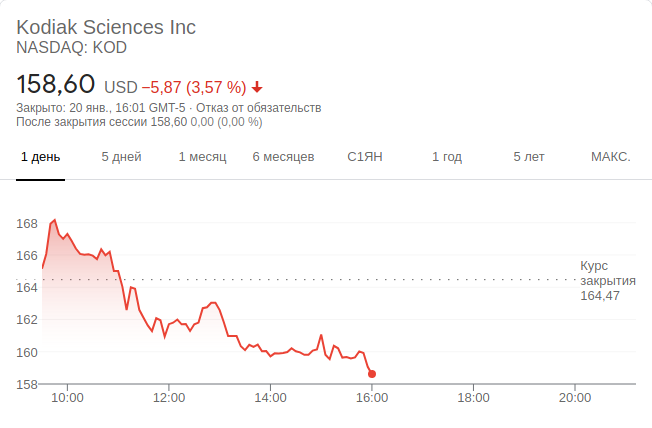 Kodiak Sciences Inc
NASDAQ: KOD
158,60 USD −5,87 (3,57 %)
Закрыто: 20 янв., 16:01 GMT-5 · Отказ от обязательств
После закрытия сессии 158,60 0,00 (0,00 %)
1 день 5 дней 1 месяц 6 месяцев С1ЯН 1 год 5 лет МАКС.
168
166
Курс
закрытия
164
164,47
162
160
158
10:00 12:00 14:00 16:00 18:00 20:00